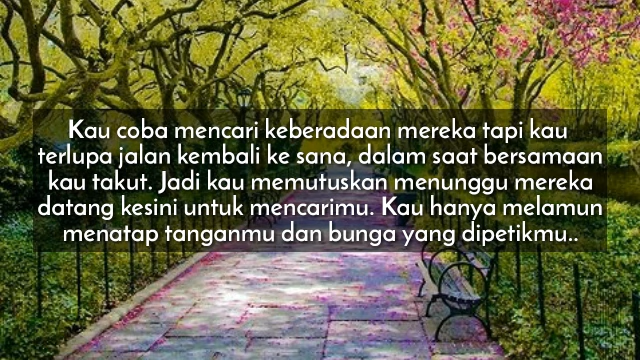 Kau coba mencari keberadaan mereka tapi kau
terlupa jalan kembali ke sana, dalam saat bersamaan
kau takut. Jadi kau memutuskan menunggu mereka
datang kesini untuk mencarimu. Kau hanya melamun
menatap tanganmu dan bunga yang dipetikmu..